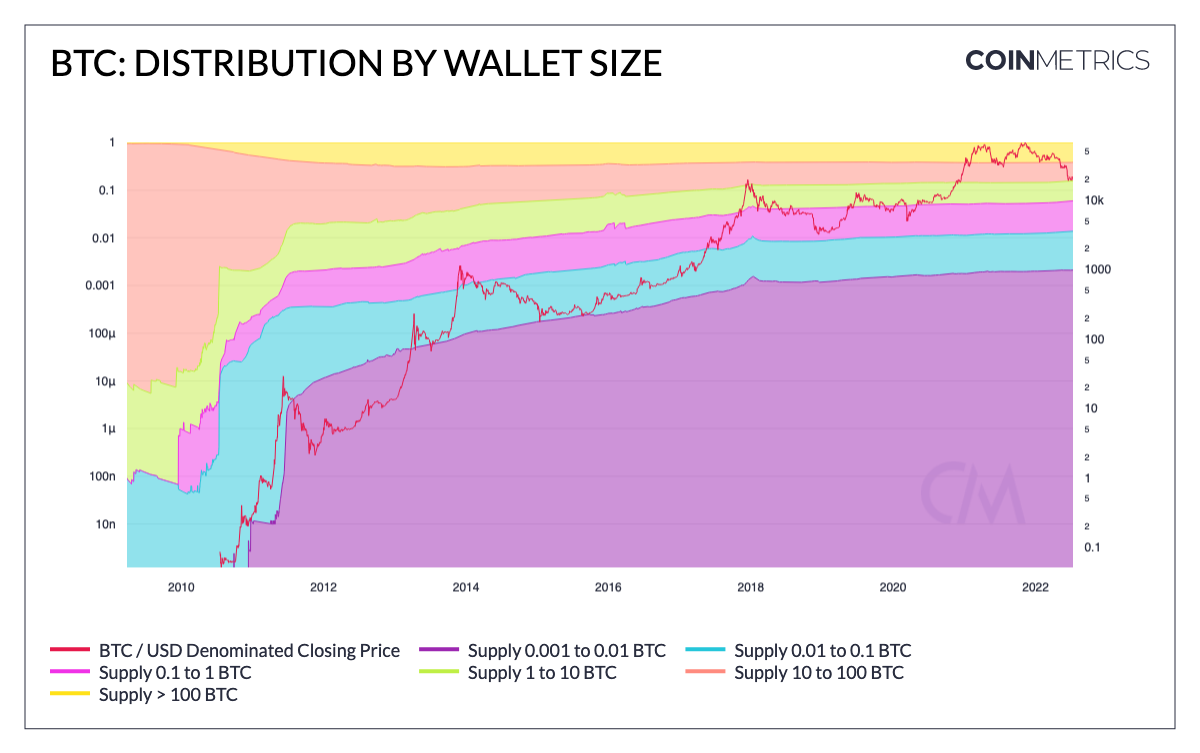 BTC: DISTRIBUTION BY WALLET SIZE
COINMETRICS
1
0.1
0.01
0.001
100µ
10µ
1µ
100n
10n
5
2
10k
5
2
1000
5
2
100
5
2
10
5
2
1
5
2
0.1
CM
2010 2012 2014 2016 2018 2020 2022
BTC / USD Denominated Closing Price Supply 0.001 to 0.01 BTC Supply 0.01 to 0.1 BTC
Supply 0.1 to 1 BTC Supply 1 to 10 BTC Supply 10 to 100 BTC
Supply > 100 BTC